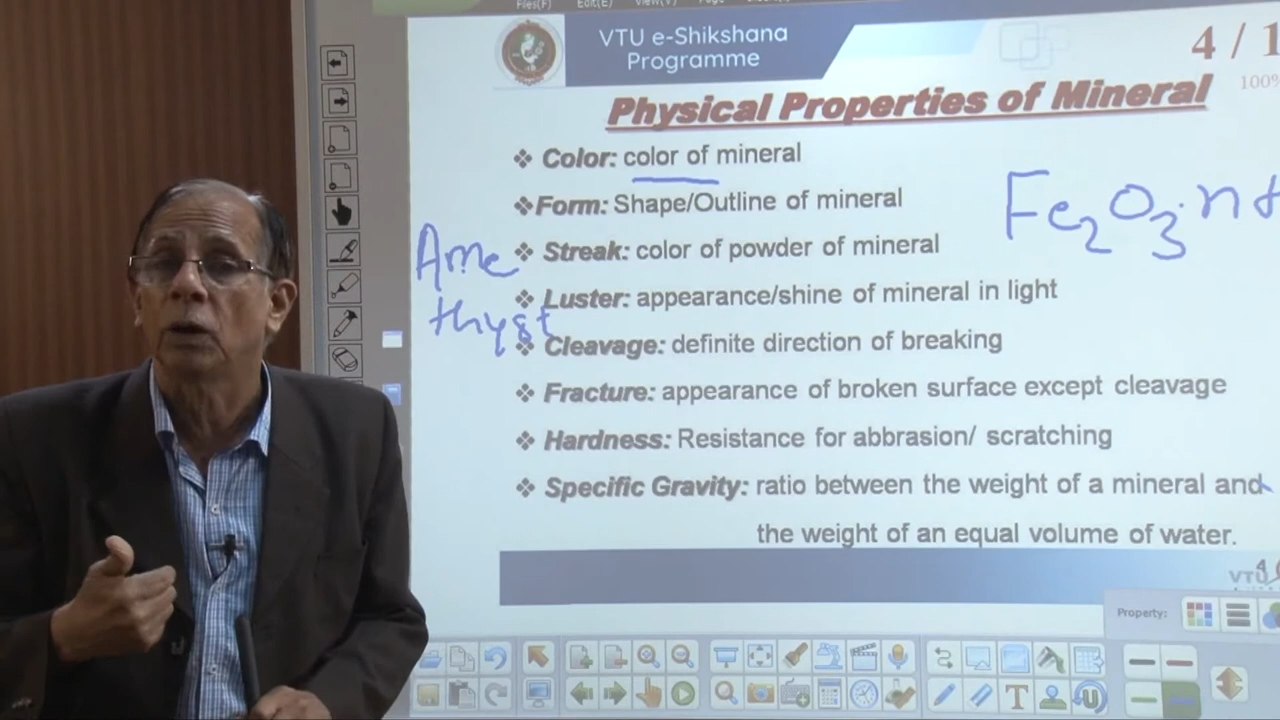 Files(F) Edit(E) View(V) Page
VTU e-Shikshana
Programme
4 / 1
100%
Physical Properties of Mineral
❖ Color: color of mineral
❖ Form: Shape/Outline of mineral
❖ Streak: color of powder of mineral
❖ Luster: appearance/shine of mineral in light
❖ Cleavage: definite direction of breaking
❖ Fracture: appearance of broken surface except cleavage
❖ Hardness: Resistance for abbrasion/ scratching
❖ Specific Gravity: ratio between the weight of a mineral and
the weight of an equal volume of water.
Ame
thyst
Fe2O3.n
VTU
Property: